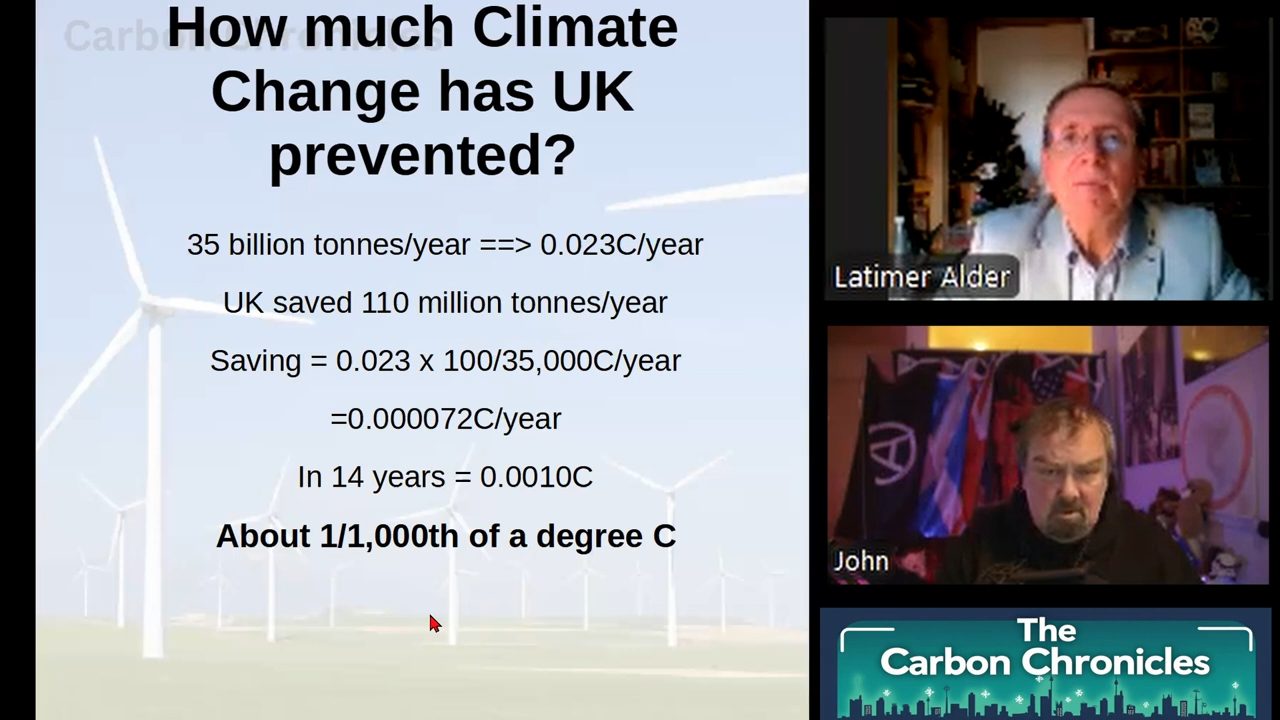 Carbon Chronicles
How much Climate
Change has UK
prevented?
35 billion tonnes/year ==> 0.023C/year
UK saved 110 million tonnes/year
Saving = 0.023 x 100/35,000C/year
=0.000072C/year
In 14 years = 0.0010C
About 1/1,000th of a degree C
Latimer Alder
John
The
Carbon Chronicles